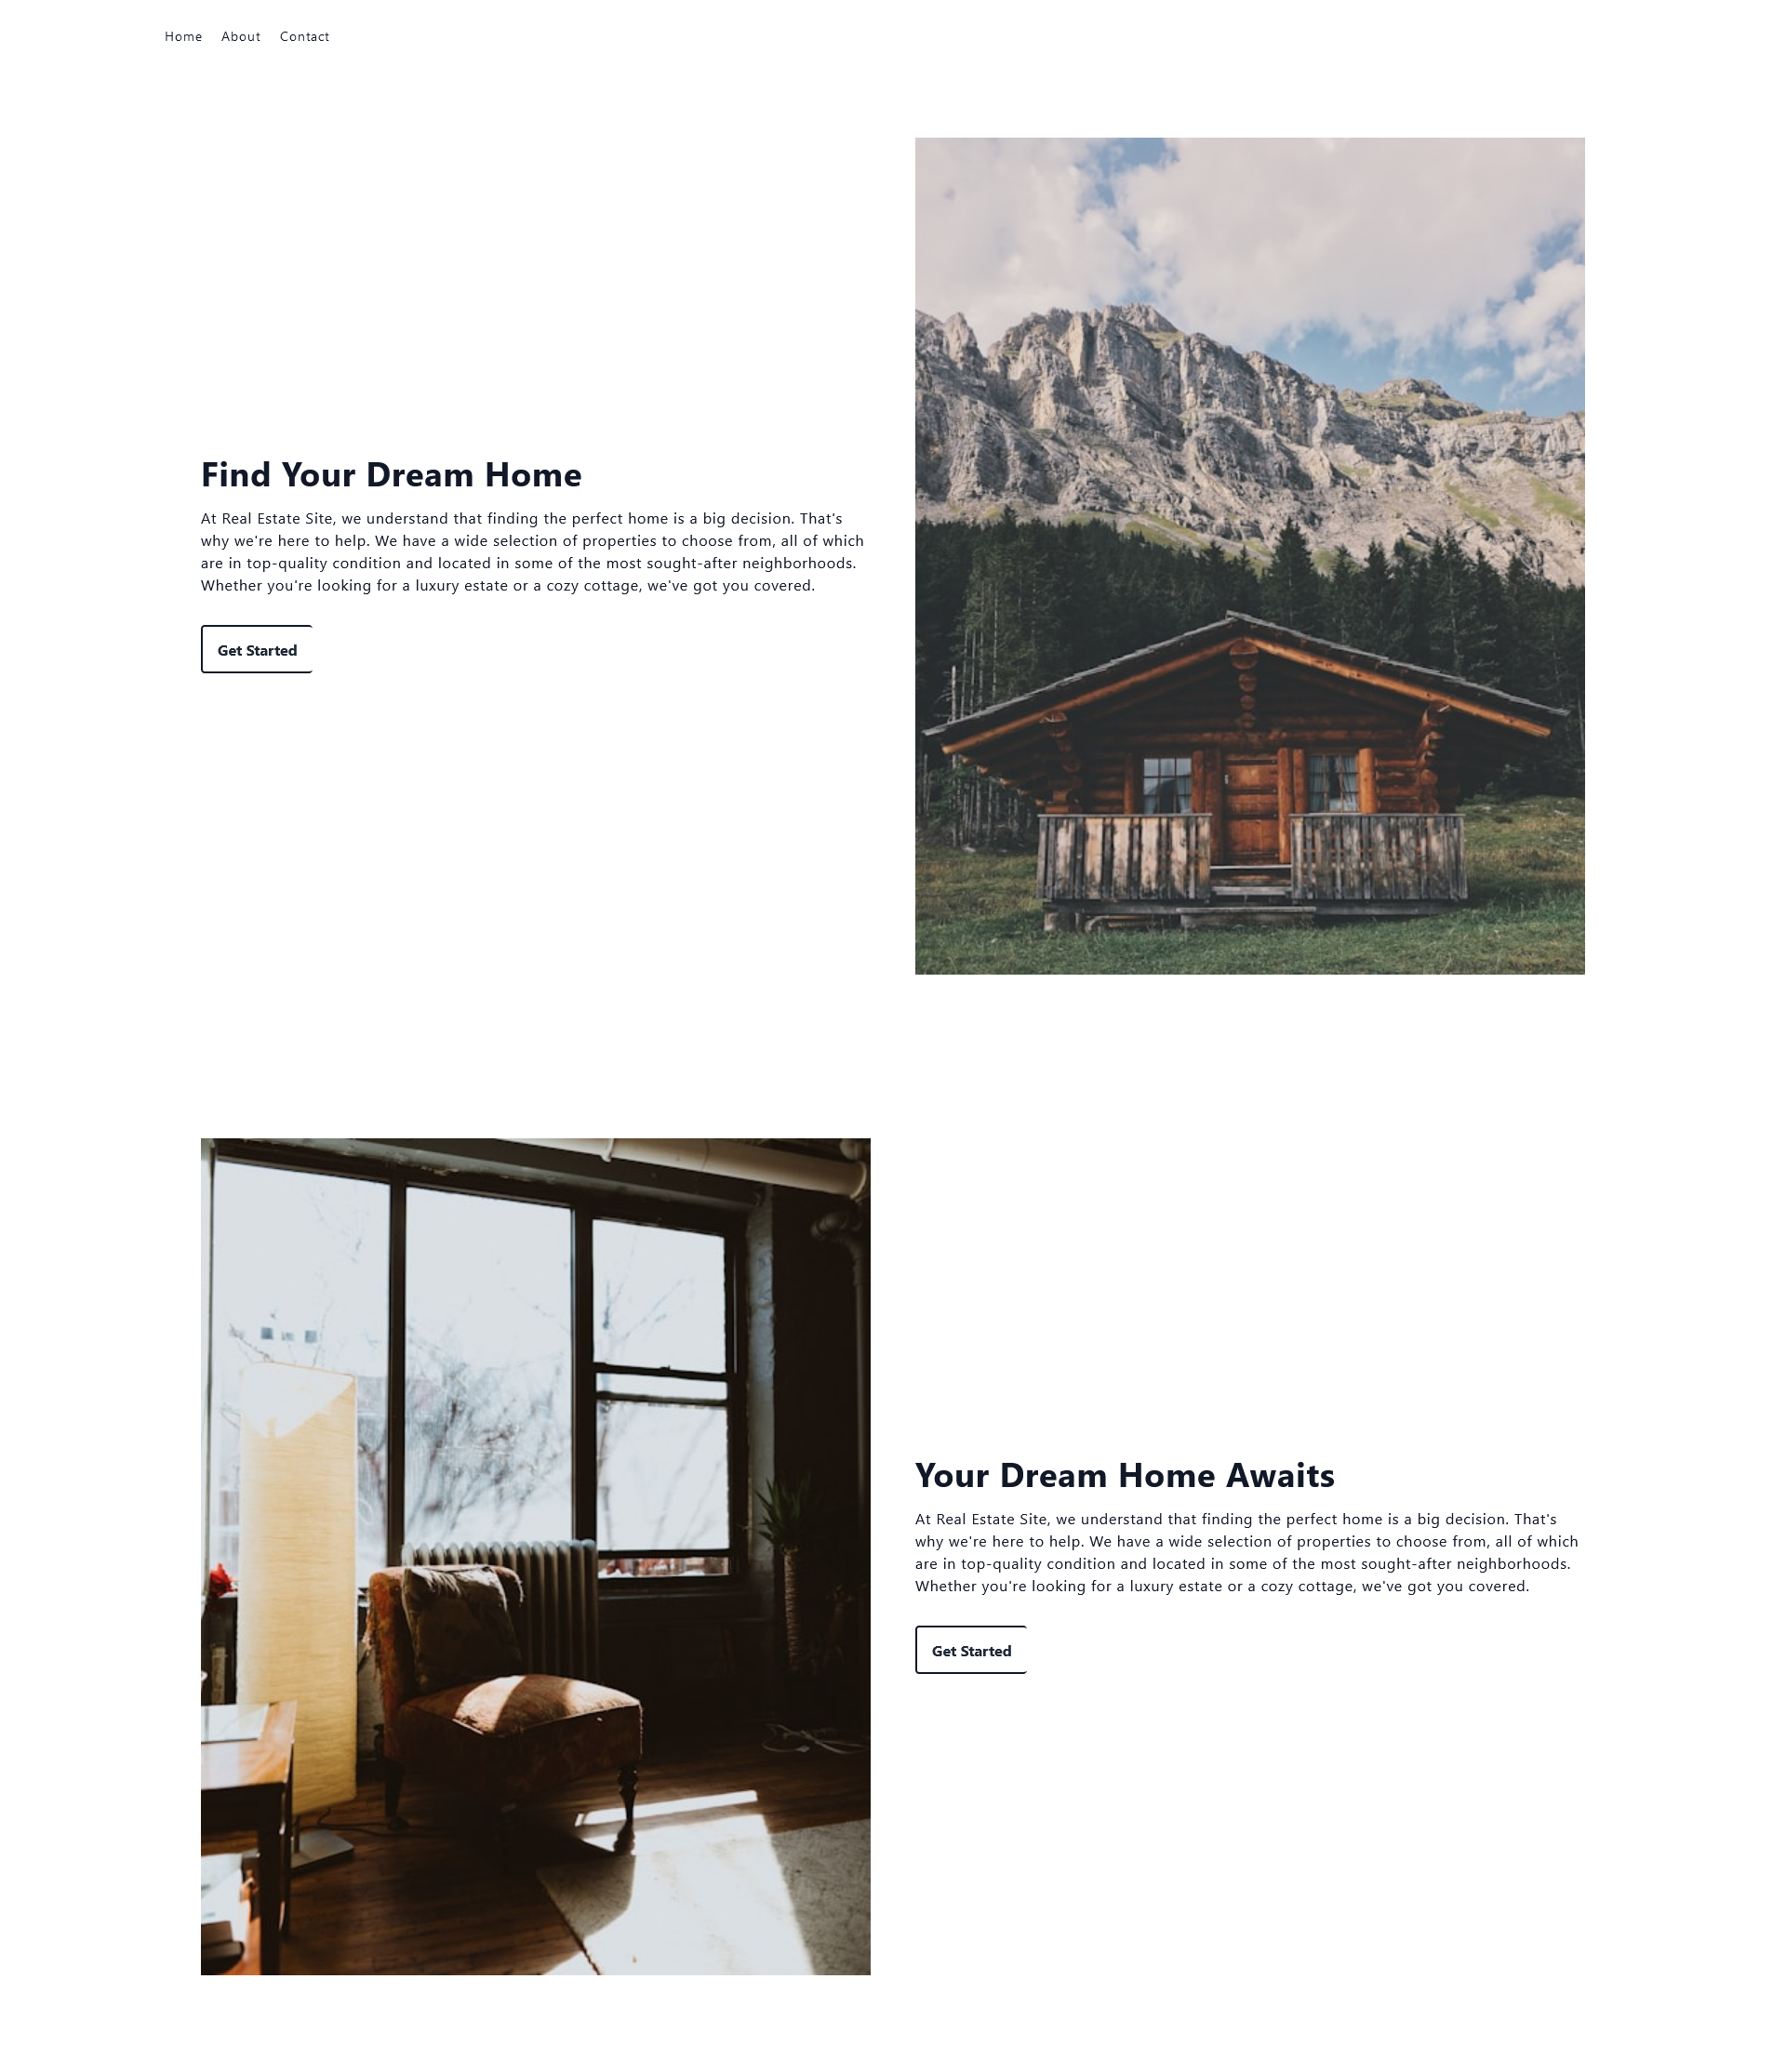 Home About Contact
Find Your Dream Home
At Real Estate Site, we understand that finding the perfect home is a big decision. That's
why we're here to help. We have a wide selection of properties to choose from, all of which
are in top-quality condition and located in some of the most sought-after neighborhoods.
Whether you're looking for a luxury estate or a cozy cottage, we've got you covered.
Get Started
Your Dream Home Awaits
At Real Estate Site, we understand that finding the perfect home is a big decision. That's
why we're here to help. We have a wide selection of properties to choose from, all of which
are in top-quality condition and located in some of the most sought-after neighborhoods.
Whether you're looking for a luxury estate or a cozy cottage, we've got you covered.
Get Started